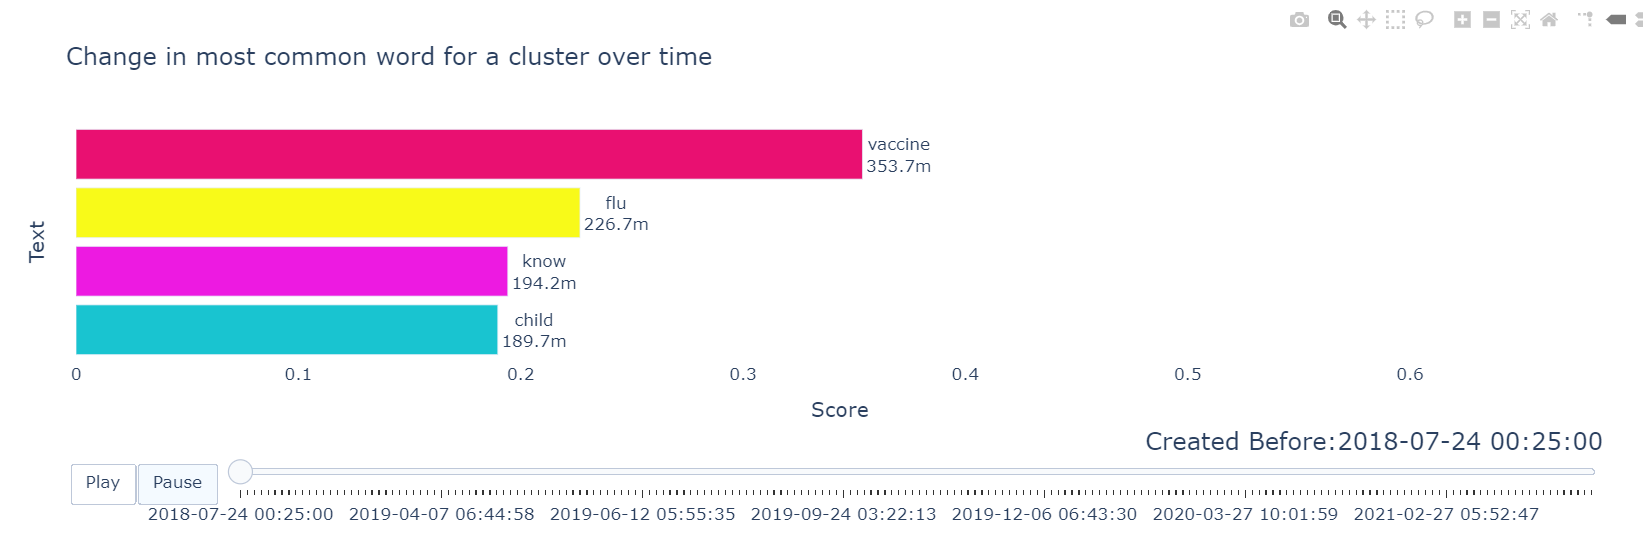 Change in most common word for a cluster over time
vaccine
353.7m
flu
226.7m
know
194.2m
child
189.7m
Text
0 0.1 0.2 0.3 0.4 0.5 0.6
Score
Created Before:2018-07-24 00:25:00
Play Pause
2018-07-24 00:25:00 2019-04-07 06:44:58 2019-06-12 05:55:35 2019-09-24 03:22:13 2019-12-06 06:43:30 2020-03-27 10:01:59 2021-02-27 05:52:47